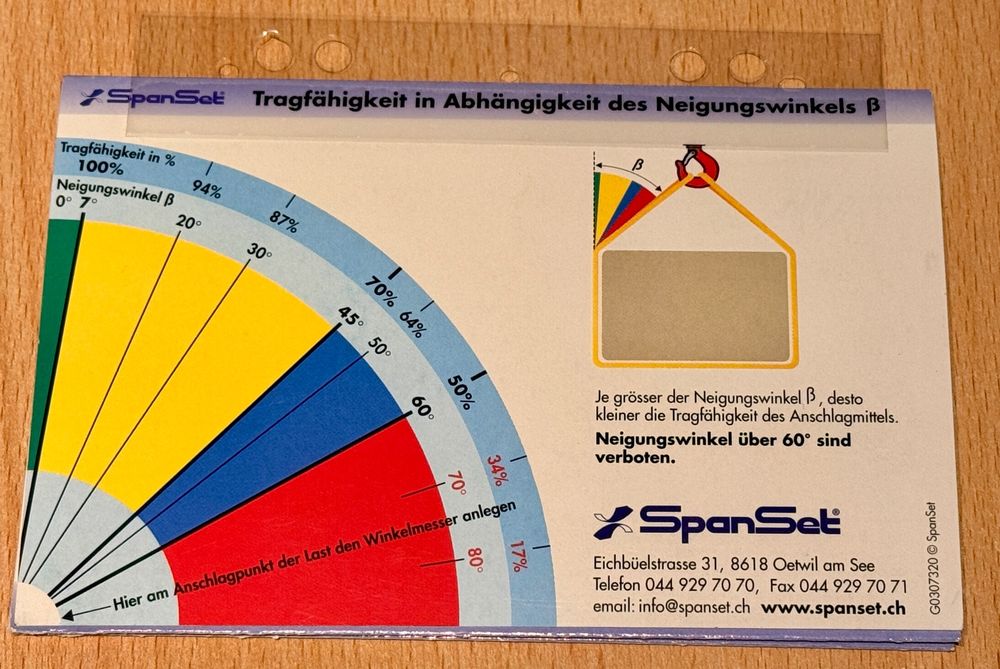 SpanSet
Tragfähigkeit in Abhängigkeit des Neigungswinkels β
Tragfähigkeit in %
100%
94%
87%
70%
64%
50%
34%
17%
Neigungswinkel β
0° 7°
20°
30°
45°
50°
60°
70°
80°
Hier am Anschlagpunkt der Last den Winkelmesser anlegen
β
Je grösser der Neigungswinkel β, desto
kleiner die Tragfähigkeit des Anschlagmittels.
Neigungswinkel über 60° sind
verboten.
SpanSet®
Eichbüelstrasse 31, 8618 Oetwil am See
Telefon 044 929 70 70, Fax 044 929 70 71
email: info@spanset.ch www.spanset.ch
G0307320 © SpanSet